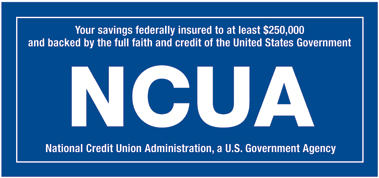 Your savings federally insured to at least $250,000
and backed by the full faith and credit of the United States Government
NCUA
National Credit Union Administration, a U.S. Government Agency